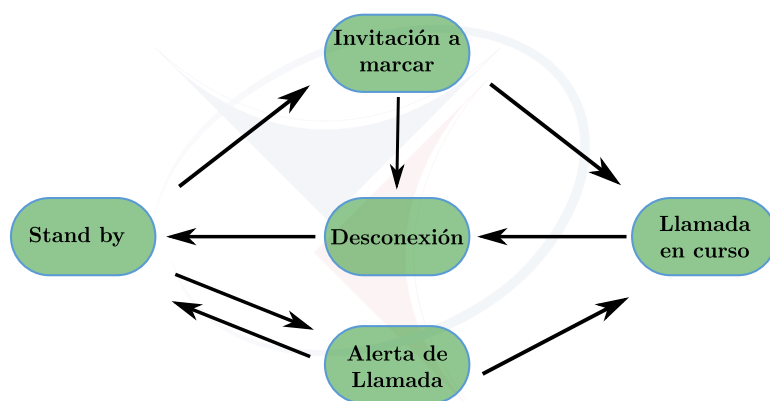 Invitación a
marcar
Stand by
Desconexión
Llamada
en curso
Alerta de
Llamada